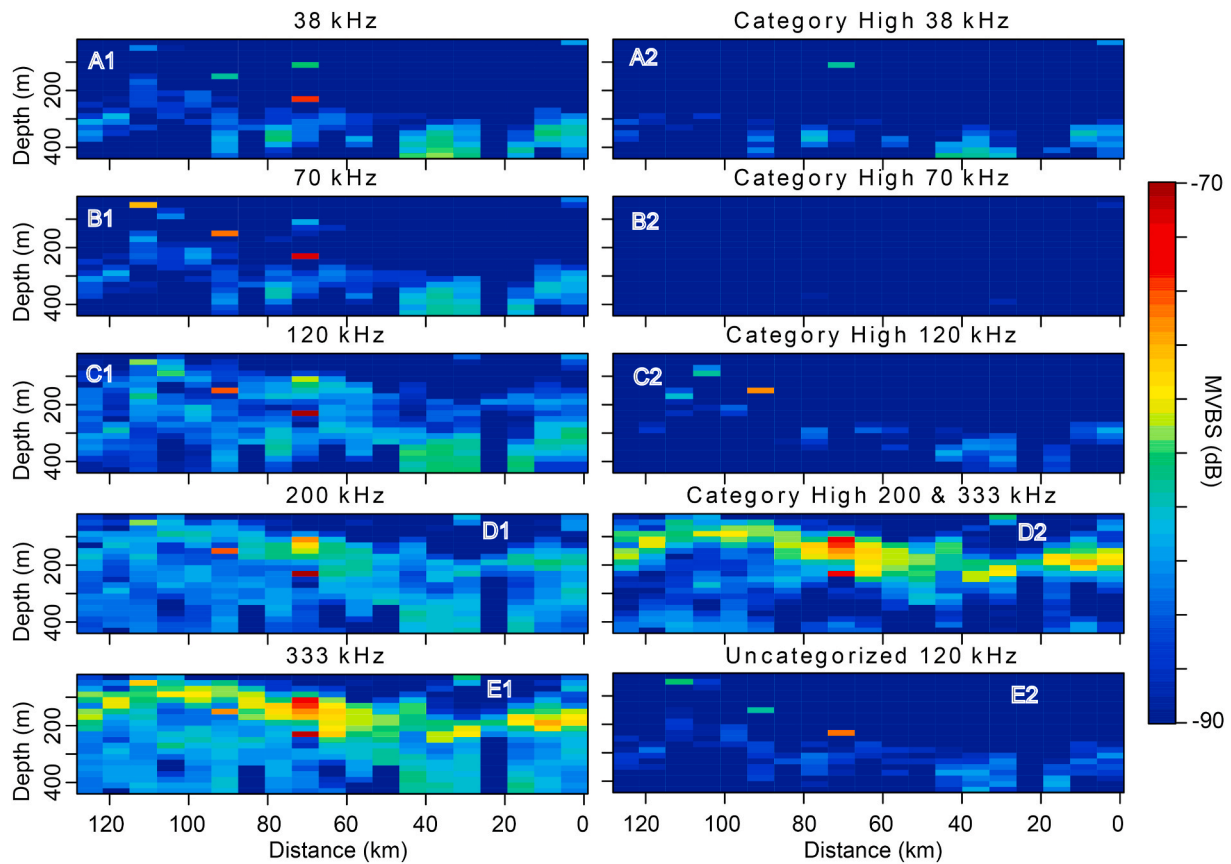 38 kHz
Category High 38 kHz
A1
A2
Depth (m)
200
400
70 kHz
Category High 70 kHz
B1
B2
Depth (m)
200
400
120 kHz
Category High 120 kHz
C1
C2
Depth (m)
200
400
200 kHz
Category High 200 & 333 kHz
D1
D2
Depth (m)
200
400
333 kHz
Uncategorized 120 kHz
E1
E2
Depth (m)
200
400
120 100 80 60 40 20 0
120 100 80 60 40 20 0
Distance (km)
Distance (km)
-70
MVBS (dB)
-90